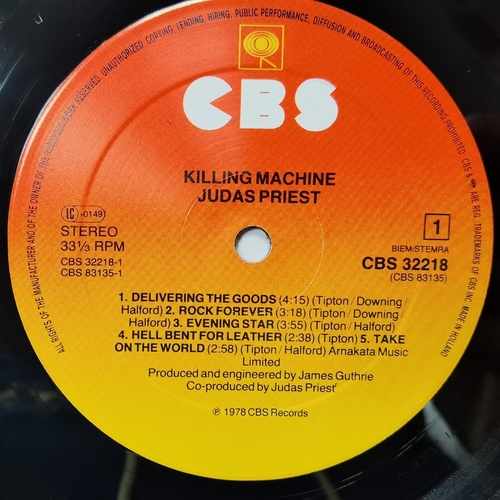 UNAUTHORIZED COPYING, LENDING, HIRING, PUBLIC PERFORMANCE, DIFFUSION AND BROADCASTING OF THIS RECORDING PROHIBITED.
CBS
KILLING MACHINE
JUDAS PRIEST
LC -0149
STEREO
33⅓ RPM
CBS 32218-1
CBS 83135-1
1
BIEM/STEMRA
CBS 32218
(CBS 83135)
1. DELIVERING THE GOODS (4:15) (Tipton / Downing /
Halford) 2. ROCK FOREVER (3:18) (Tipton / Downing /
Halford) 3. EVENING STAR (3:55) (Tipton / Halford)
4. HELL BENT FOR LEATHER (2:38) (Tipton) 5. TAKE
ON THE WORLD (2:58) (Tipton / Halford) Arnakata Music
Limited
Produced and engineered by James Guthrie
Co-produced by Judas Priest
℗ 1978 CBS Records
ALL RIGHTS OF THE MANUFACTURER AND OF THE OWNER OF THE RECORDED WORK RESERVED.
CBS & ARE REG. TRADEMARKS OF CBS INC. MADE IN HOLLAND